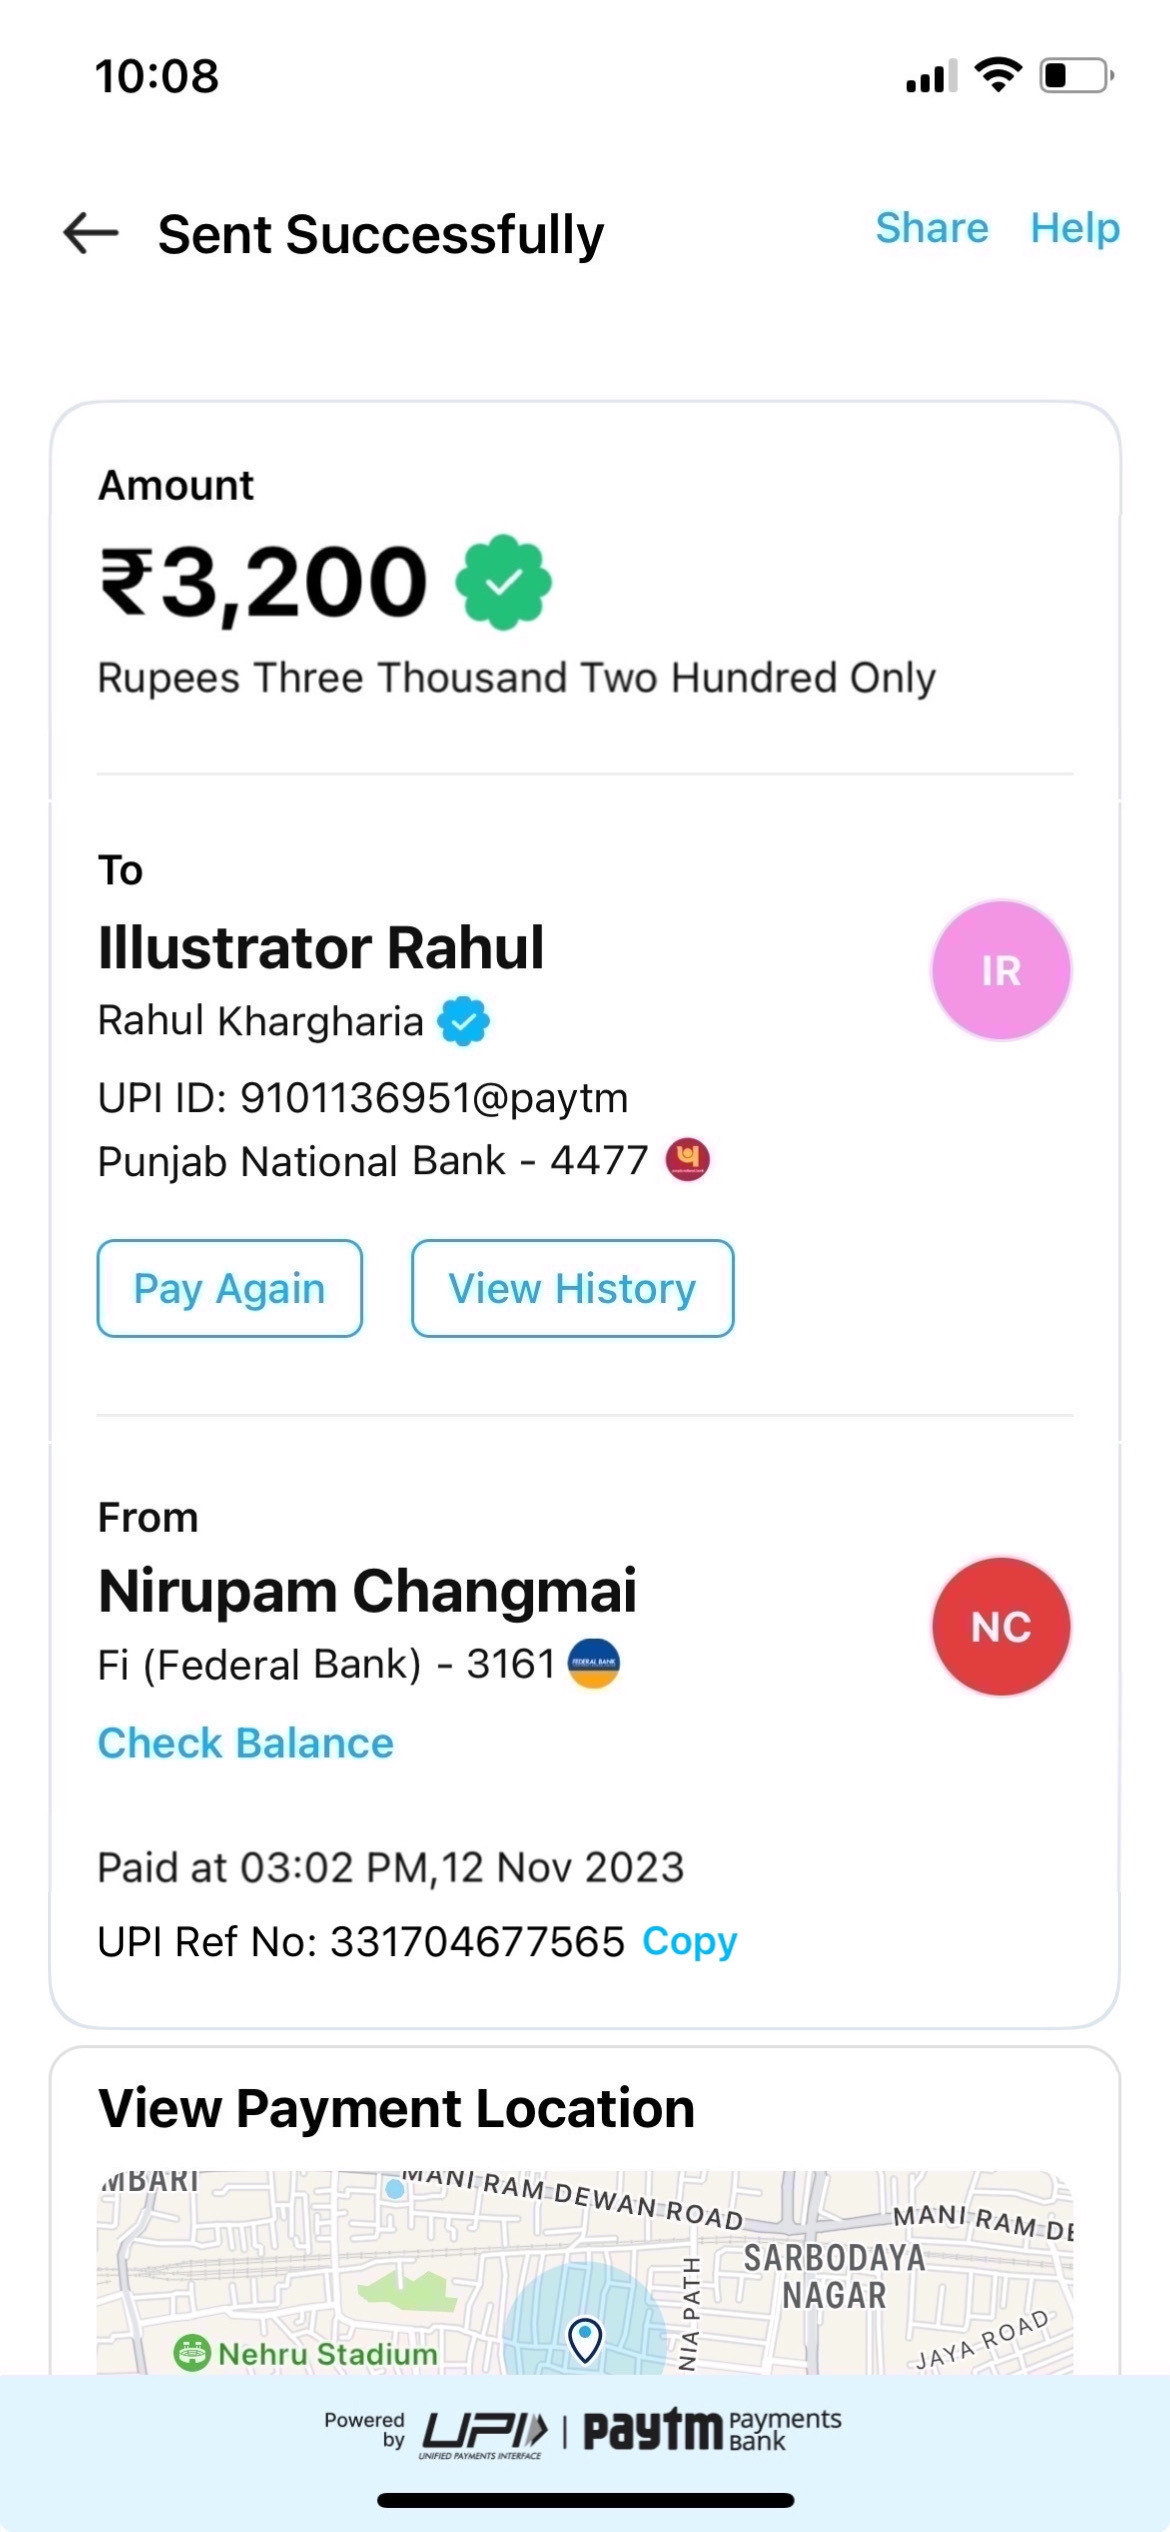 10:08
Sent Successfully
Share Help
Amount
₹3,200
Rupees Three Thousand Two Hundred Only
To
Illustrator Rahul
IR
Rahul Khargharia
UPI ID: 9101136951@paytm
Punjab National Bank - 4477
Pay Again
View History
From
Nirupam Changmai
NC
Fi (Federal Bank) - 3161
FEDERAL BANK
Check Balance
Paid at 03:02 PM,12 Nov 2023
UPI Ref No: 331704677565 Copy
View Payment Location
MBARI
MANI RAM DEWAN ROAD
MANI RAM DE
SARBODAYA
NAGAR
NIA PATH
JAYA ROAD
Nehru Stadium
Powered
by
UPI
UNIFIED PAYMENTS INTERFACE
paytm Payments
Bank